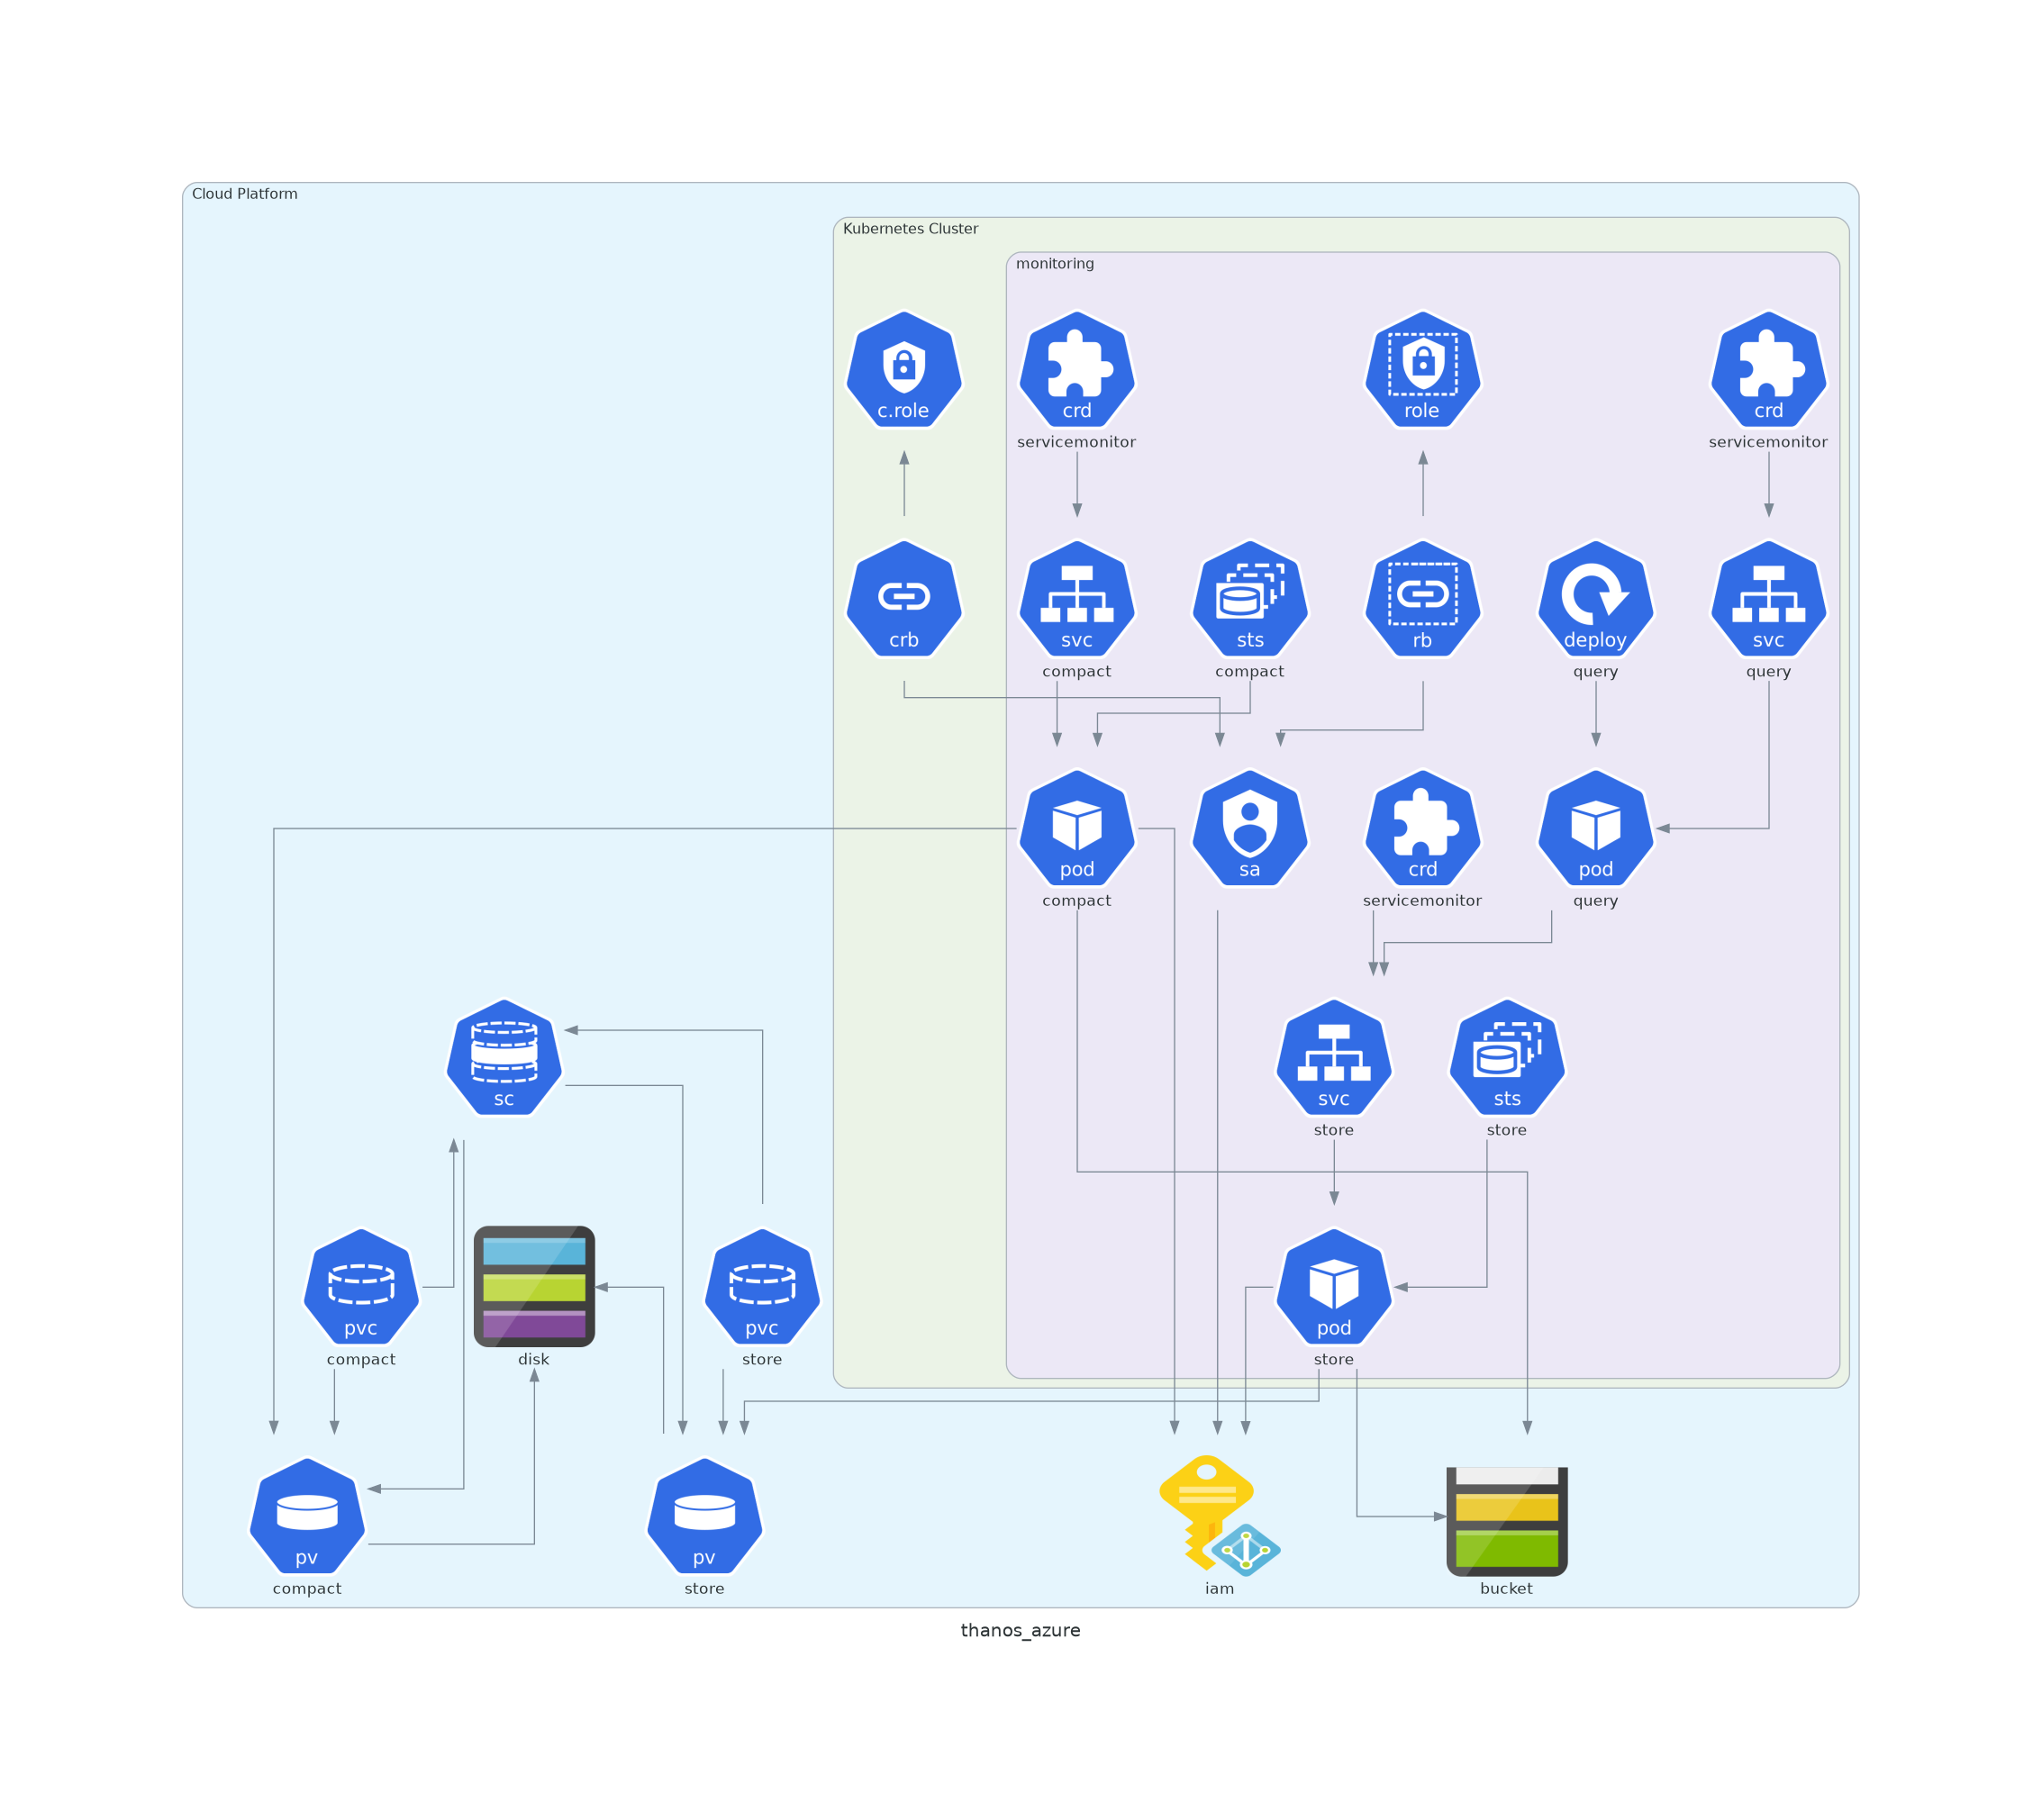 Cloud Platform
Kubernetes Cluster
monitoring
c.role
crd
role
crd
servicemonitor
servicemonitor
crb
svc
sts
rb
deploy
svc
compact
compact
query
query
pod
sa
crd
pod
compact
servicemonitor
query
sc
svc
sts
store
store
pvc
pvc
pod
compact
disk
store
store
pv
pv
compact
store
iam
bucket
thanos_azure